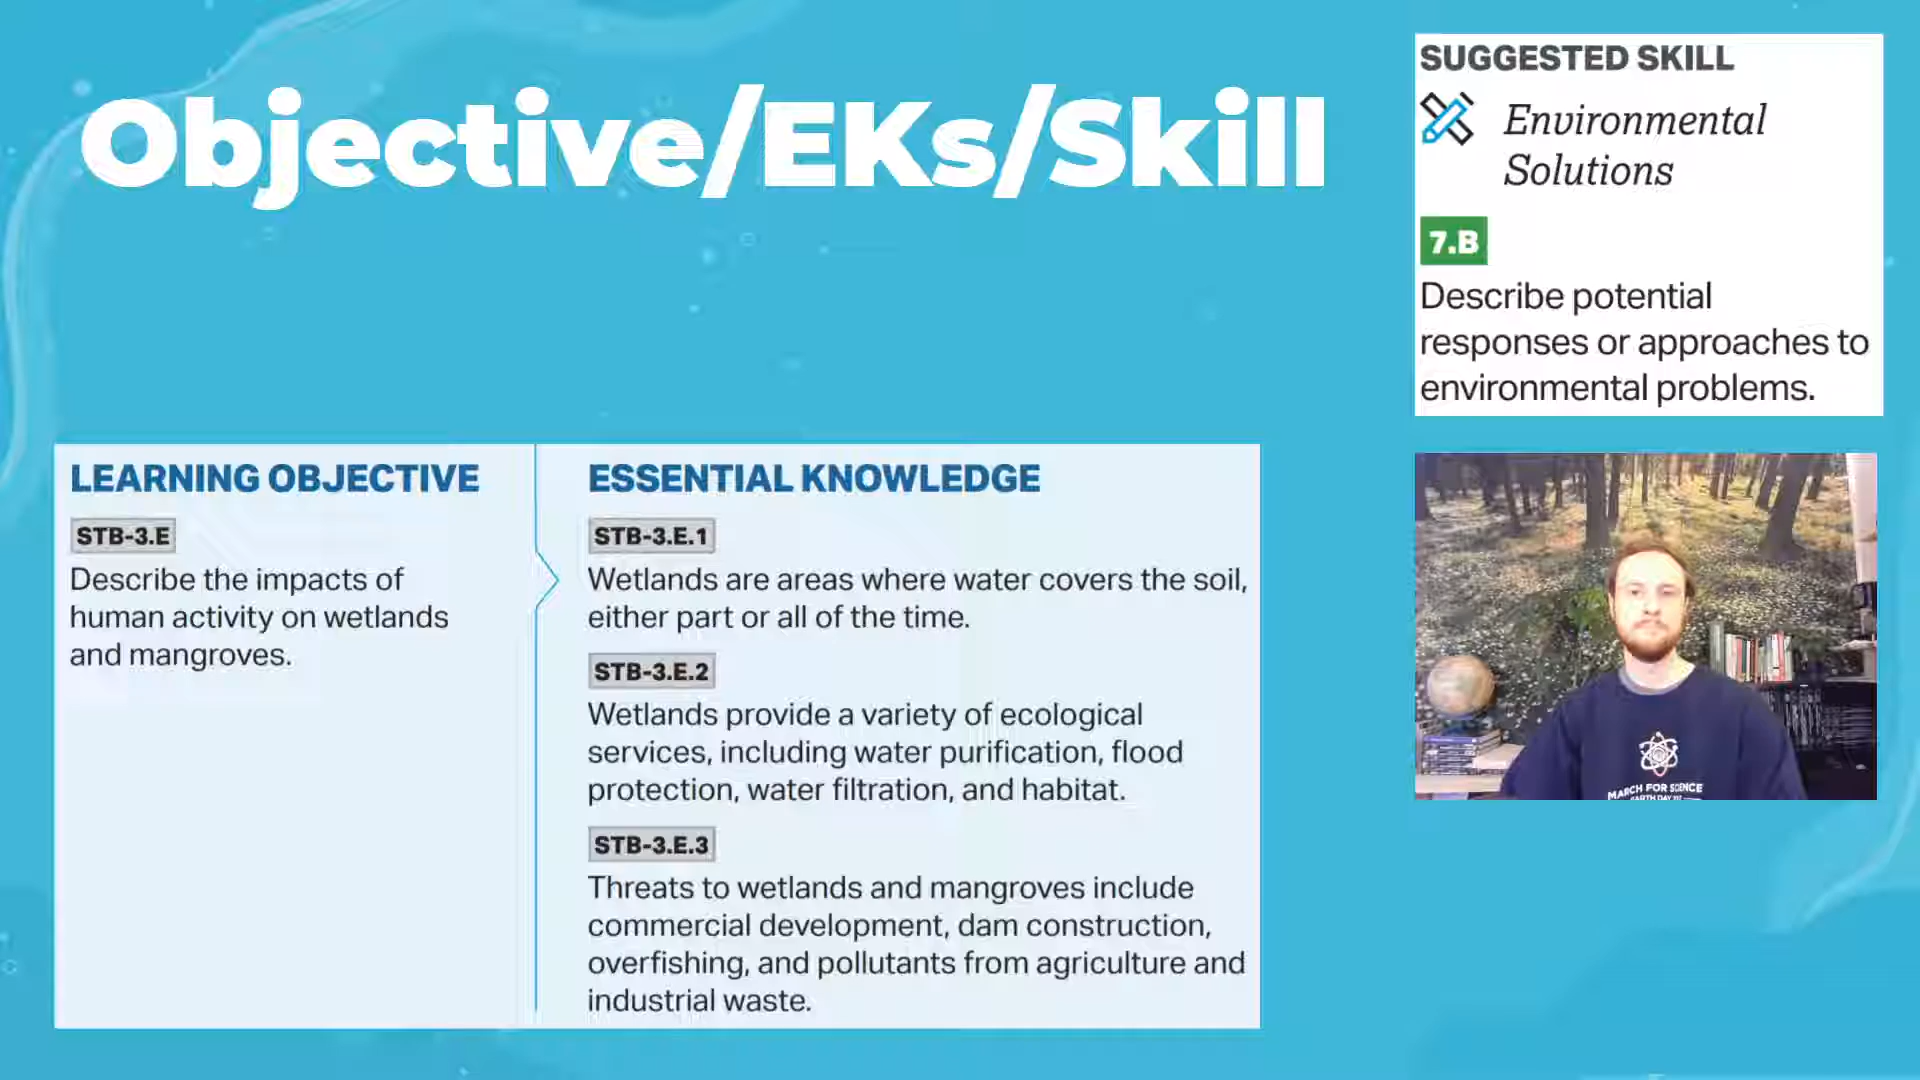 Objective/EKs/Skill
SUGGESTED SKILL
Environmental
Solutions
7.B
Describe potential
responses or approaches to
environmental problems.
LEARNING OBJECTIVE
STB-3.E
Describe the impacts of
human activity on wetlands
and mangroves.
ESSENTIAL KNOWLEDGE
STB-3.E.1
Wetlands are areas where water covers the soil,
either part or all of the time.
STB-3.E.2
Wetlands provide a variety of ecological
services, including water purification, flood
protection, water filtration, and habitat.
STB-3.E.3
Threats to wetlands and mangroves include
commercial development, dam construction,
overfishing, and pollutants from agriculture and
industrial waste.
MARCH FOR SCIENCE
EARTH DAY